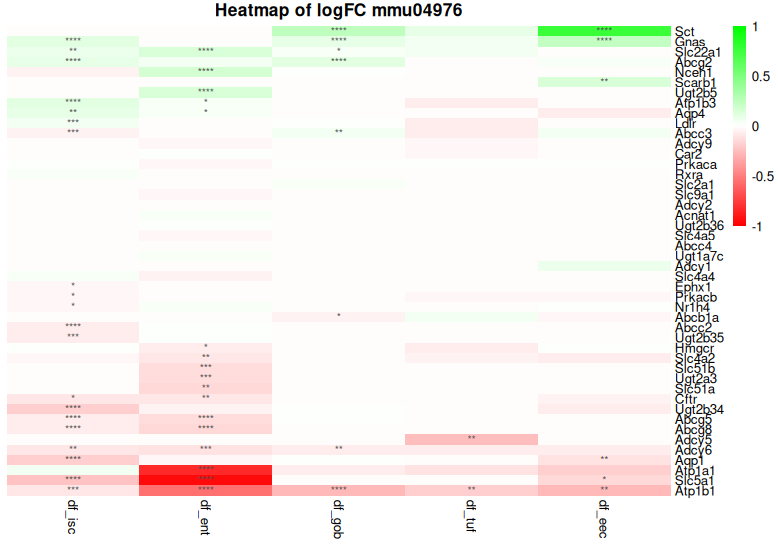 Heatmap of logFC mmu04976
**** **** Sct
**** **** **** Gnas
** **** * Slc22a1
**** **** Abcg2
**** Nceh1
** Scarb1
**** Ugt2b5
**** * Atp1b3
** * Aqp4
*** Ldlr
*** ** Abcc3
Adcy9
Car2
Prkaca
Rxra
Slc2a1
Slc9a1
Adcy2
Acnat1
Ugt2b36
Slc4a5
Abcc4
Ugt1a7c
Adcy1
Slc4a4
* Ephx1
* Prkacb
* Nr1h4
* Abcb1a
**** Abcc2
*** Ugt2b35
* Hmgcr
** Slc4a2
*** Slc51b
*** Ugt2a3
** Slc51a
* ** Cftr
**** Ugt2b34
**** **** Abcg5
**** **** Abcg8
** Adcy5
** *** ** Adcy6
**** ** Aqp1
**** Atp1a1
**** **** * Slc5a1
*** **** **** ** ** Atp1b1
df_isc
df_ent
df_gob
df_tuf
df_eec
1
0.5
0
-0.5
-1